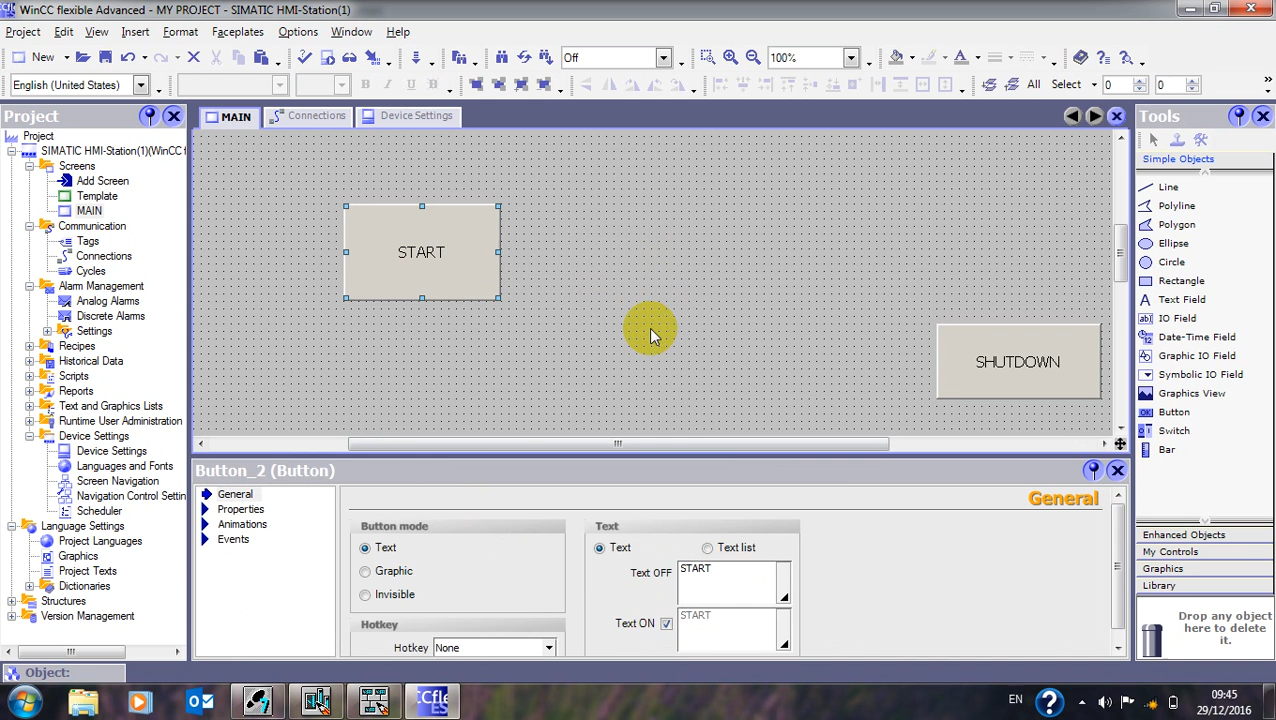 WinCC flexible Advanced - MY PROJECT - SIMATIC HMI-Station(1)
Project Edit View Insert Format Faceplates Options Window Help
New Off 100%
English (United States) B I U All Select 0 0
Project
MAIN Connections Device Settings
Tools
Project
SIMATIC HMI-Station(1)(WinCC f
Screens
Add Screen
Template
MAIN
Communication
Tags
Connections
Cycles
Alarm Management
Analog Alarms
Discrete Alarms
Settings
Recipes
Historical Data
Scripts
Reports
Text and Graphics Lists
Runtime User Administration
Device Settings
Device Settings
Languages and Fonts
Screen Navigation
Navigation Control Settin
Scheduler
Language Settings
Project Languages
Graphics
Project Texts
Dictionaries
Structures
Version Management
Object:
START
SHUTDOWN
Simple Objects
Line
Polyline
Polygon
Ellipse
Circle
Rectangle
Text Field
IO Field
Date-Time Field
Graphic IO Field
Symbolic IO Field
Graphics View
Button
Switch
Bar
Enhanced Objects
My Controls
Graphics
Library
Drop any object
here to delete
it.
Button_2 (Button)
General
Properties
Animations
Events
General
Button mode
Text
Graphic
Invisible
Hotkey
Hotkey None
Text
Text Text list
Text OFF START
Text ON START
EN
09:45
29/12/2016